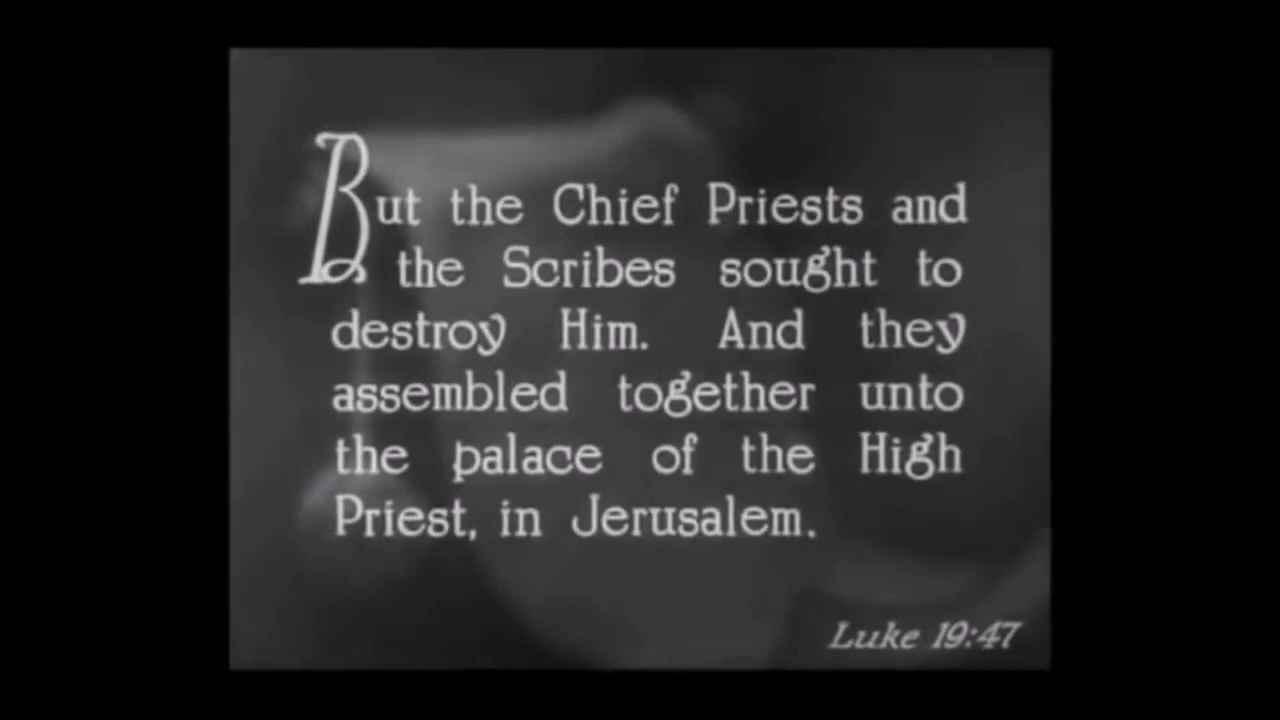 But the Chief Priests and
the Scribes sought to
destroy Him. And they
assembled together unto
the palace of the High
Priest, in Jerusalem.
Luke 19:47